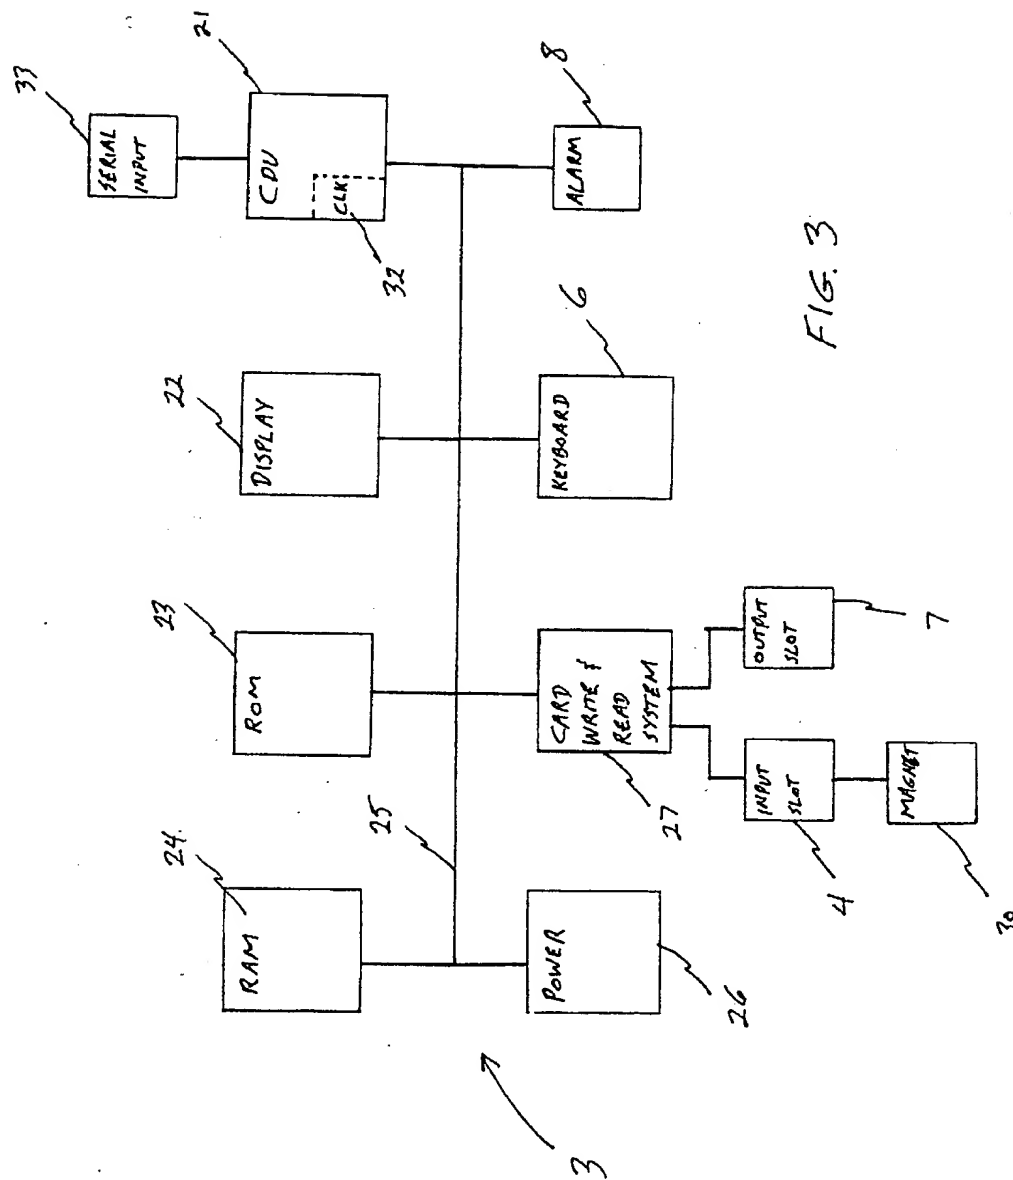 33
SERIAL
INPUT
24
23
22
21
RAM
ROM
DISPLAY
CDU
CLK
32
25
3
POWER
CARD
WRITE &
READ
SYSTEM
KEYBOARD
6
ALARM
8
26
27
INPUT
SLOT
OUTPUT
SLOT
4
7
MAGNET
30
FIG. 3